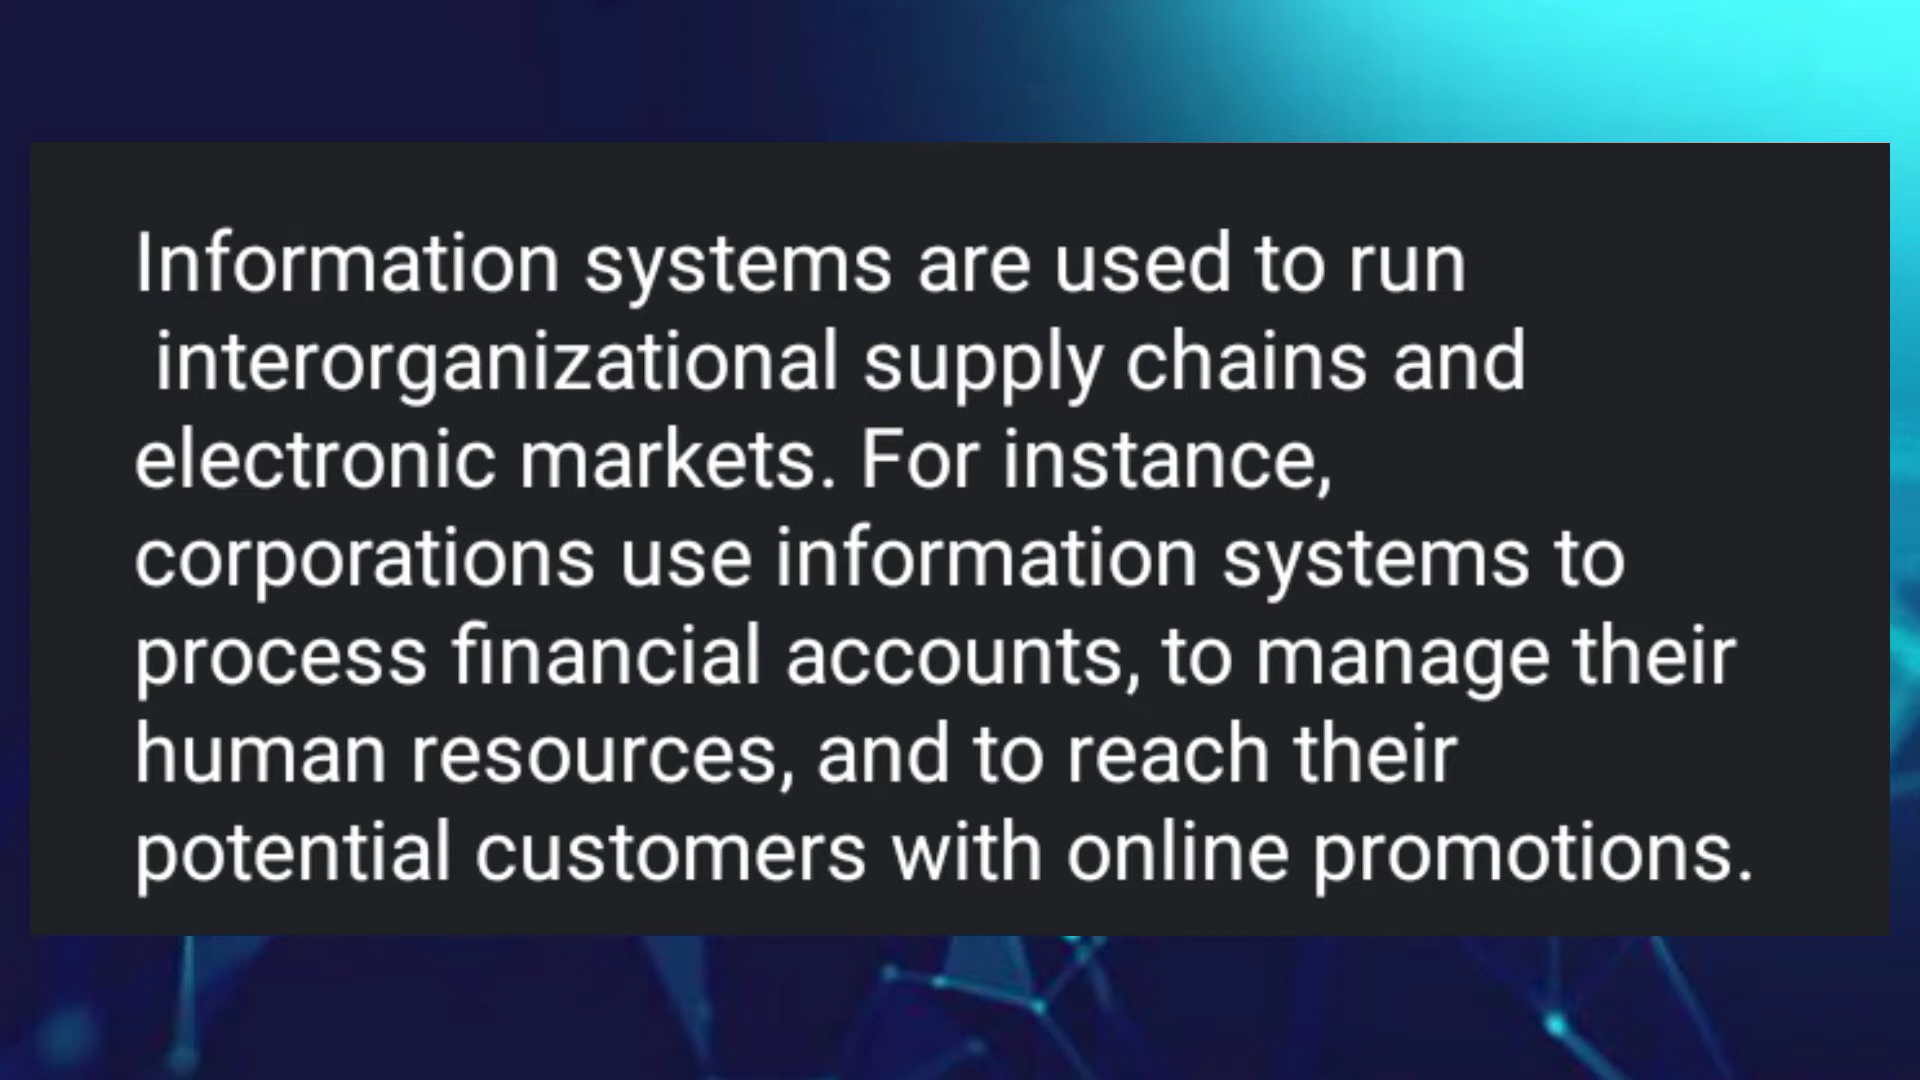 Information systems are used to run
interorganizational supply chains and
electronic markets. For instance,
corporations use information systems to
process financial accounts, to manage their
human resources, and to reach their
potential customers with online promotions.